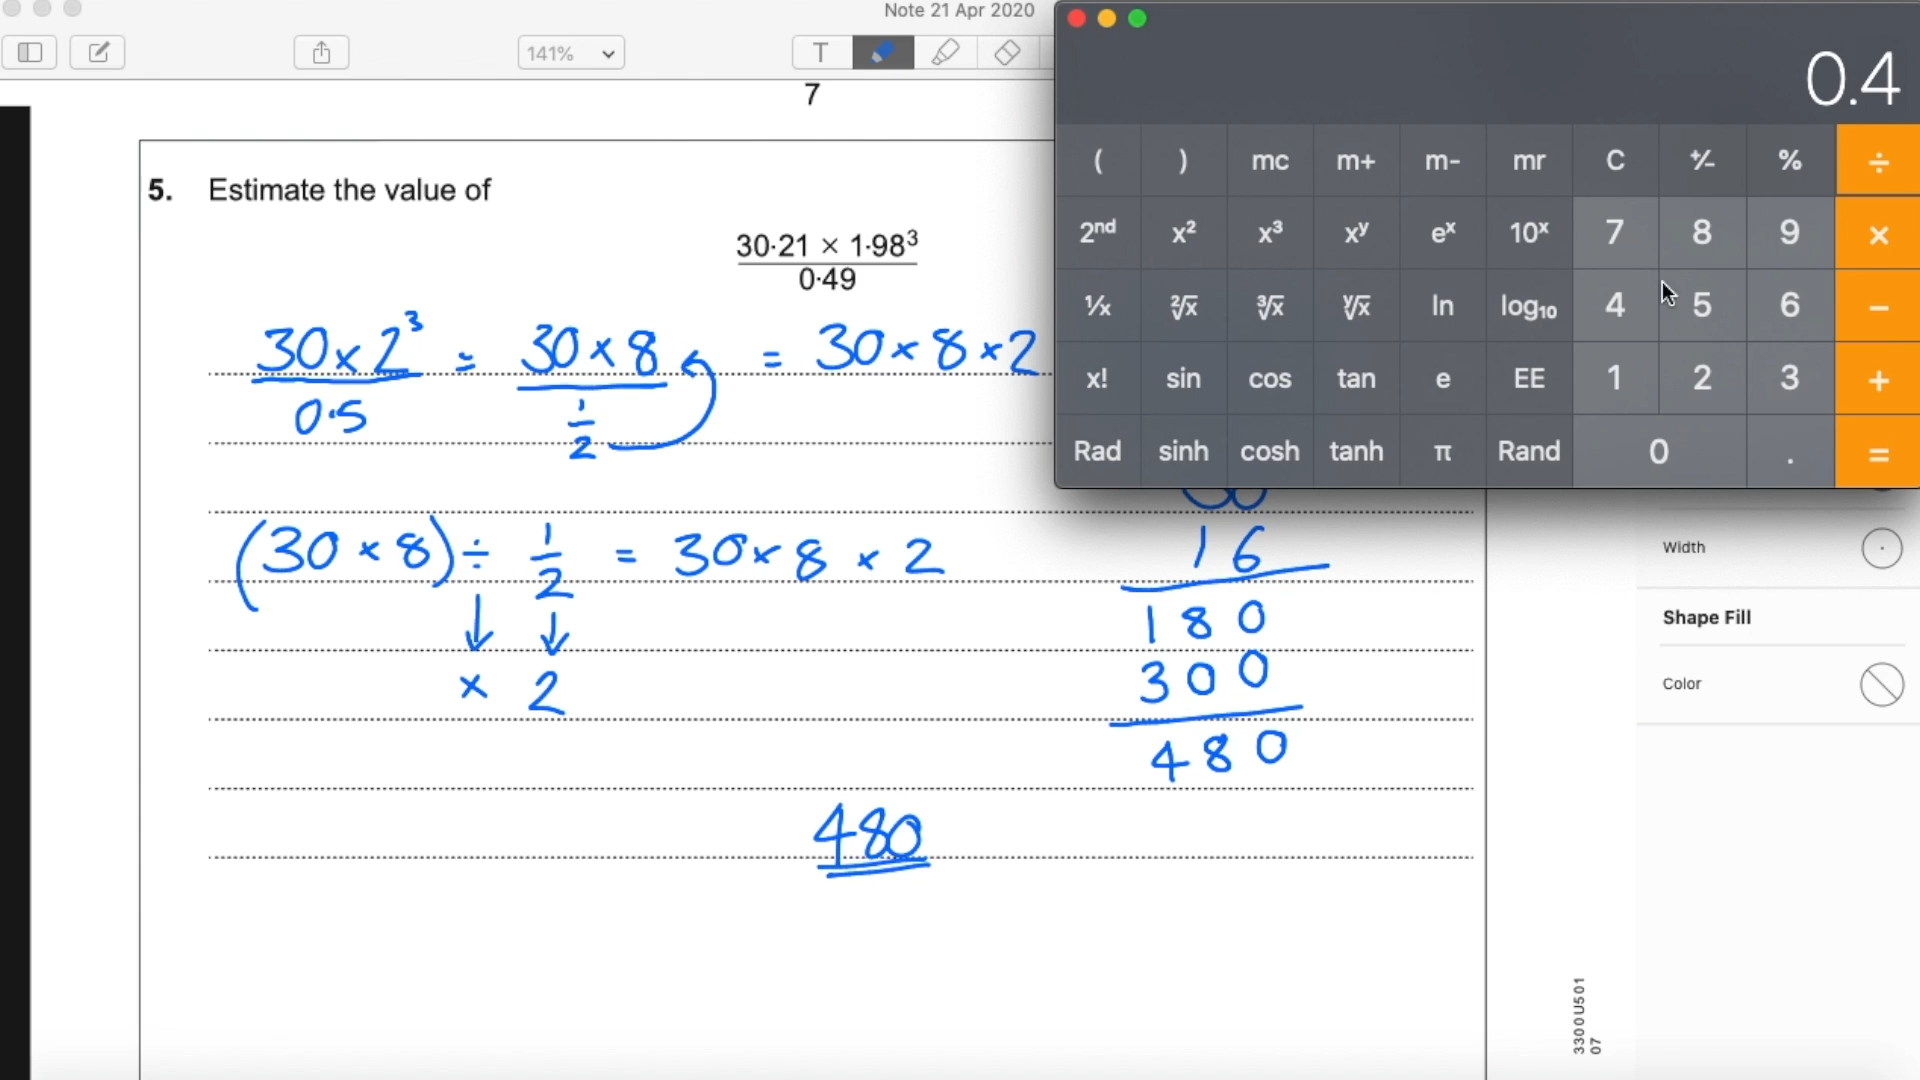 Note 21 Apr 2020
141%
T
7
5. Estimate the value of
30·21 × 1·98³
0·49
30 × 2³ = 30 × 8 = 30 × 8 × 2
0·5 1/2
(30 × 8) ÷ 1/2 = 30 × 8 × 2
× 2
16
180
300
480
480
0.4
( ) mc m+ m- mr C +/- % ÷
2nd x² x³ xʸ eˣ 10ˣ 7 8 9 ×
1/x ²√x ³√x ʸ√x ln log₁₀ 4 5 6 −
x! sin cos tan e EE 1 2 3 +
Rad sinh cosh tanh π Rand 0 . =
Width
Shape Fill
Color
3300U501
07